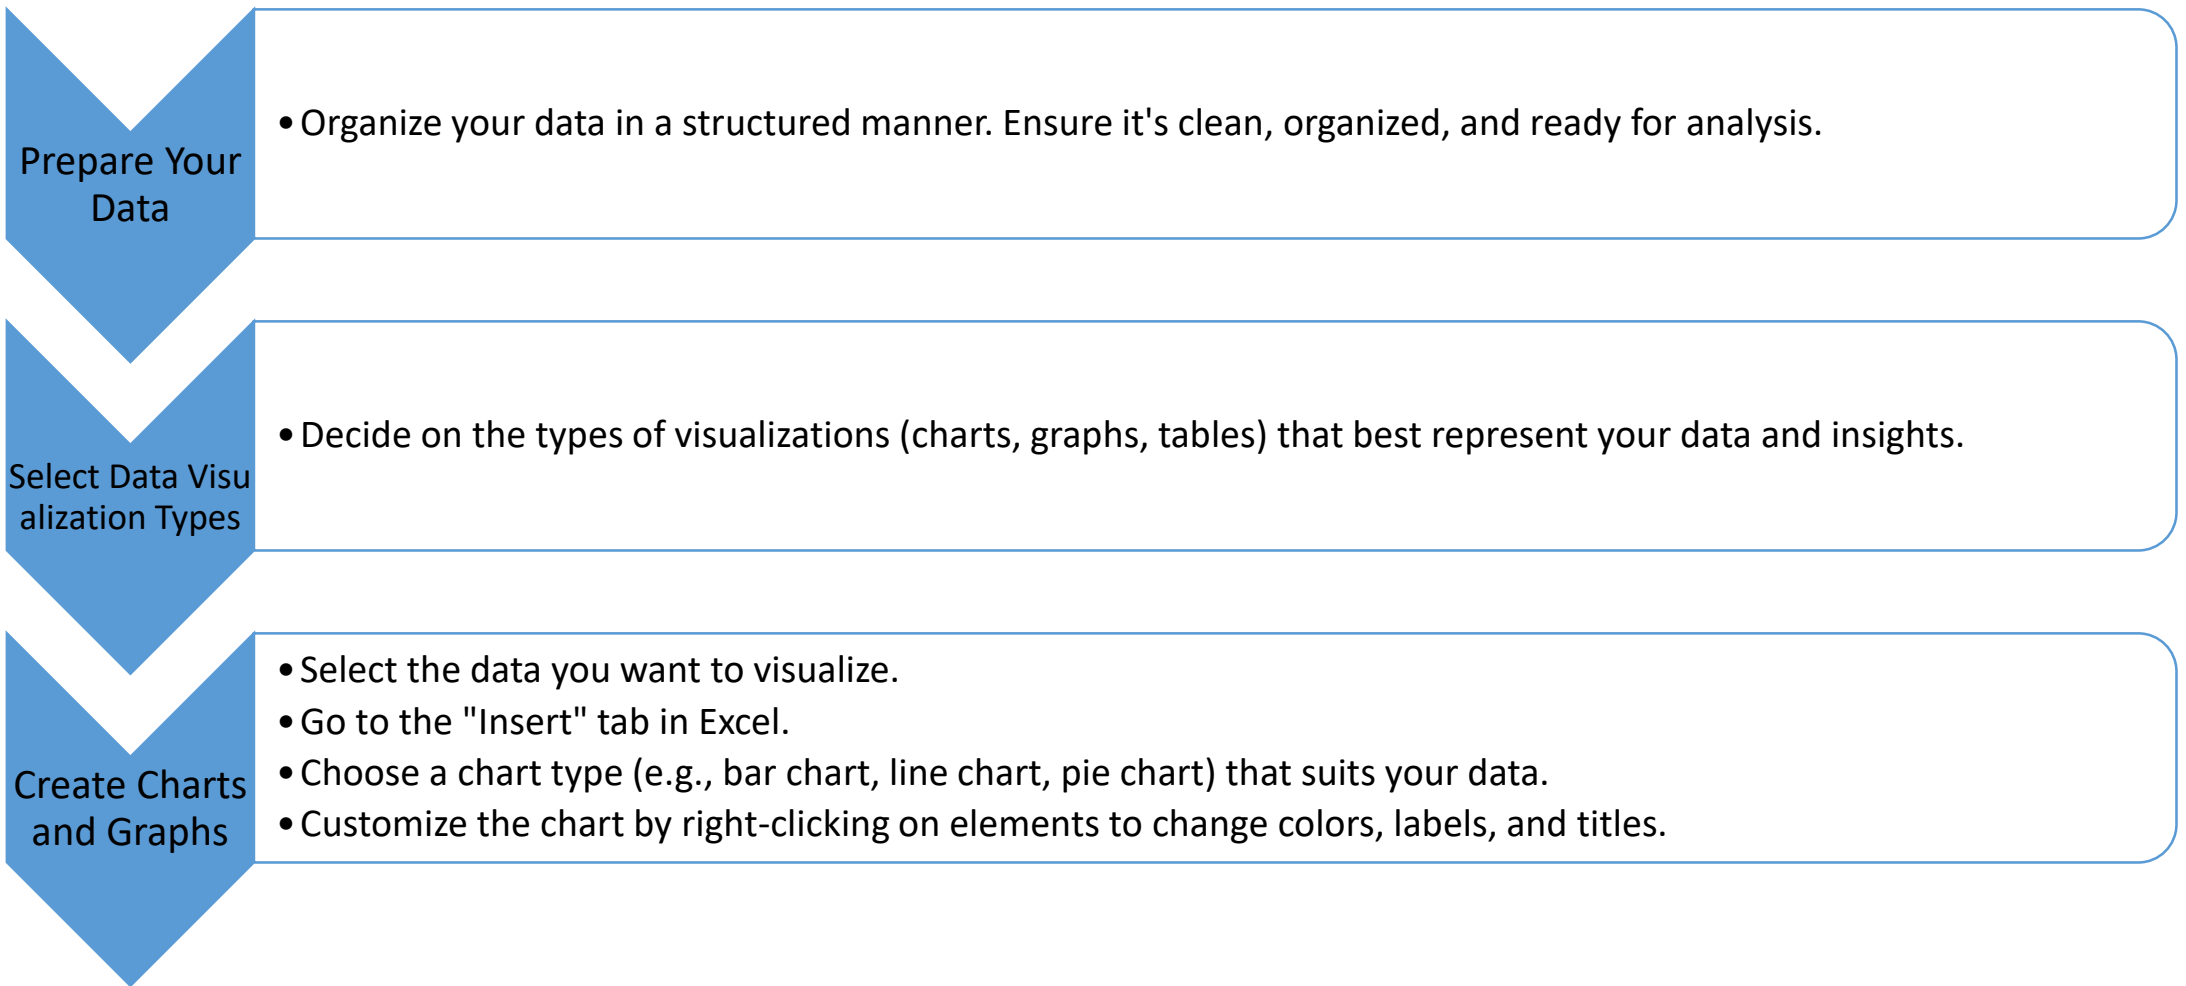 Prepare Your
Data
•Organize your data in a structured manner. Ensure it's clean, organized, and ready for analysis.
Select Data Visu
alization Types
•Decide on the types of visualizations (charts, graphs, tables) that best represent your data and insights.
Create Charts
and Graphs
•Select the data you want to visualize.
•Go to the "Insert" tab in Excel.
•Choose a chart type (e.g., bar chart, line chart, pie chart) that suits your data.
•Customize the chart by right-clicking on elements to change colors, labels, and titles.